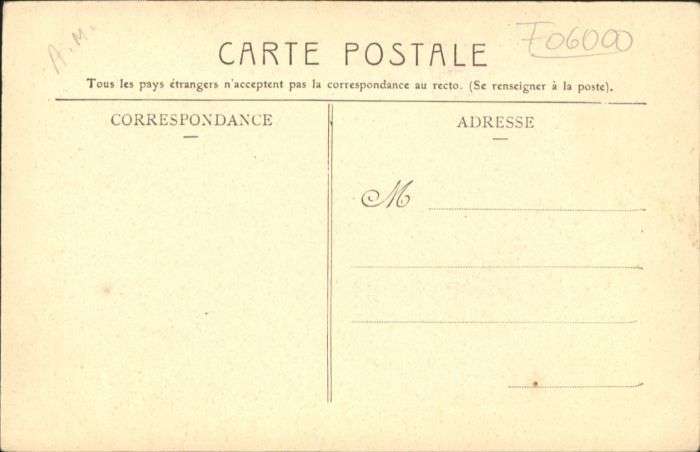 A.M.
F06000
CARTE POSTALE
Tous les pays étrangers n'acceptent pas la correspondance au recto. (Se renseigner à la poste).
CORRESPONDANCE
ADRESSE
M